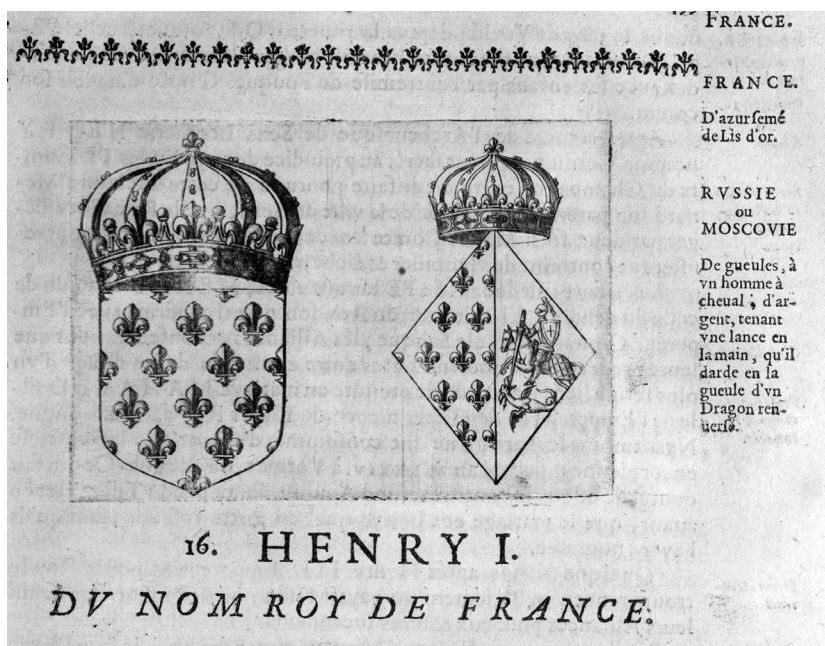 FRANCE.
FRANCE.
D'azur semé
de Lis d'or.
RVSSIE
ou
MOSCOVIE
De gueules, à
vn homme à
cheual, d'ar-
gent, tenant
vne lance en
la main, qu'il
darde en la
gueule d'vn
Dragon ren-
uersé.
16. HENRY I.
DV NOM ROY DE FRANCE.